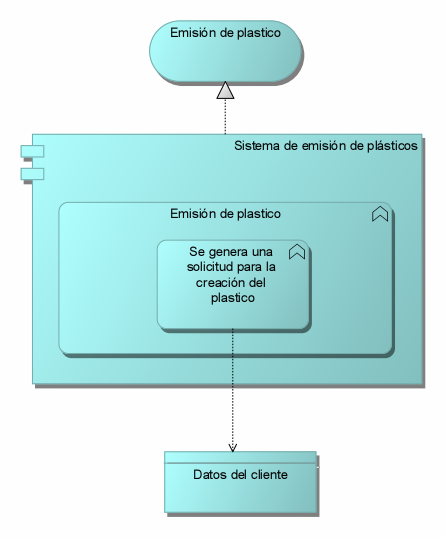 Emisión de plastico
Sistema de emisión de plásticos
Emisión de plastico
Se genera una
solicitud para la
creación del
plastico
Datos del cliente